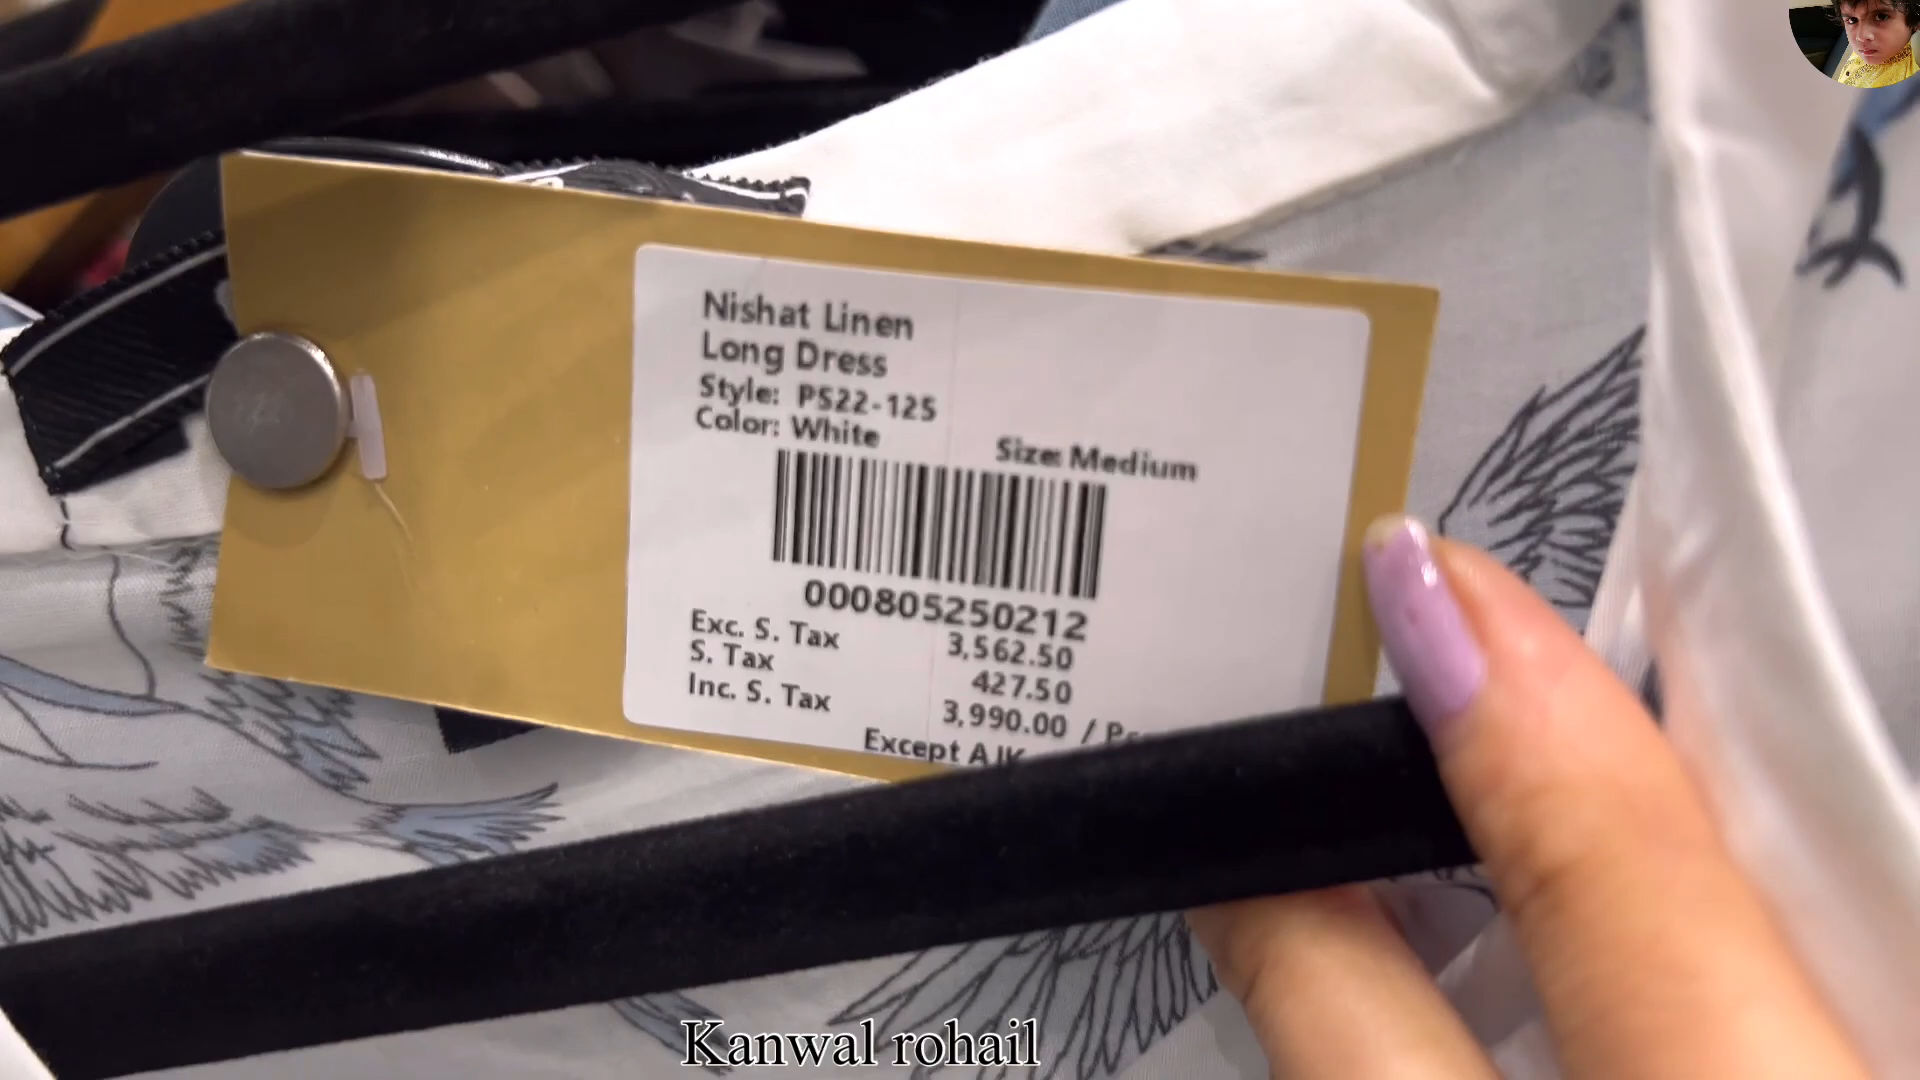 Nishat Linen
Long Dress
Style: PS22-125
Color: White
Size: Medium
000805250212
Exc. S. Tax 3,562.50
S. Tax 427.50
Inc. S. Tax 3,990.00 /
Except AJK
Kanwal rohail